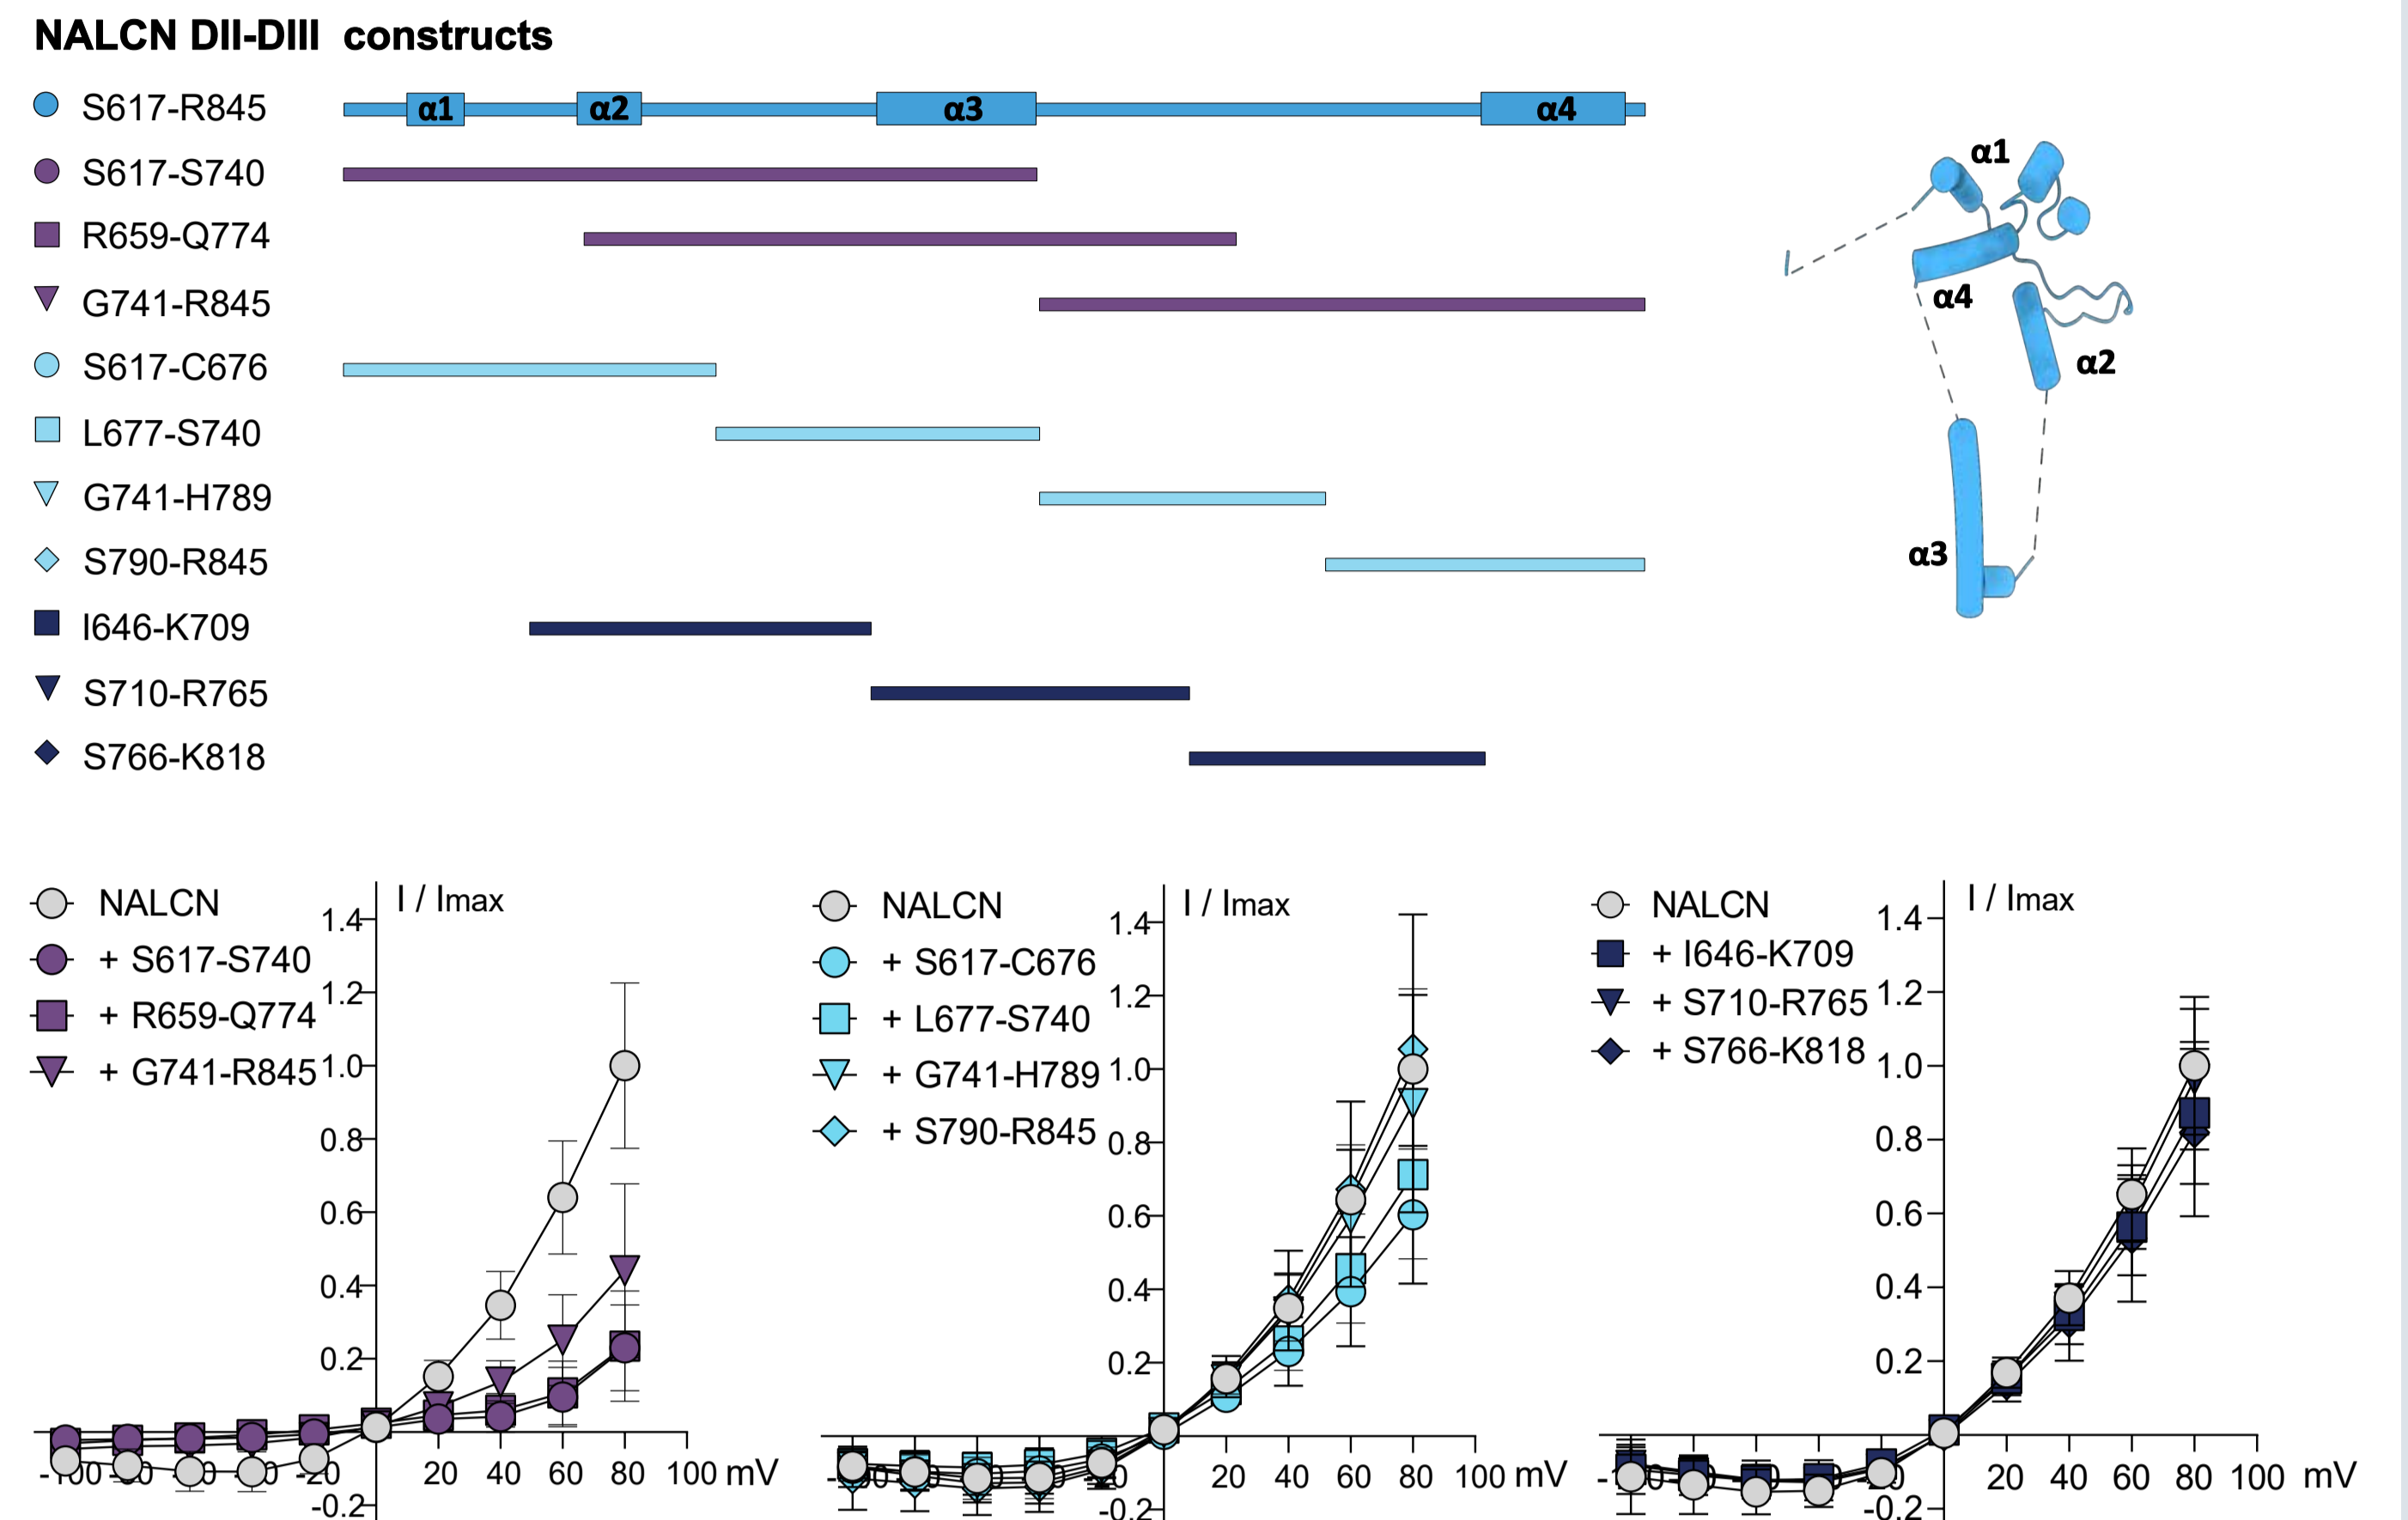 NALCN DII-DIII constructs
S617-R845
α1 α2 α3 α4
S617-S740
R659-Q774
G741-R845
S617-C676
L677-S740
G741-H789
S790-R845
I646-K709
S710-R765
S766-K818
α1
α4
α2
α3
NALCN
+ S617-S740
+ R659-Q774
+ G741-R845
I / Imax
1.4
1.2
1.0
0.8
0.6
0.4
0.2
-0.2
-100 -20 20 40 60 80 100 mV
NALCN
+ S617-C676
+ L677-S740
+ G741-H789
+ S790-R845
I / Imax
1.4
1.2
1.0
0.8
0.6
0.4
0.2
-0.2
20 40 60 80 100 mV
NALCN
+ I646-K709
+ S710-R765
+ S766-K818
I / Imax
1.4
1.2
1.0
0.8
0.6
0.4
0.2
-0.2
20 40 60 80 100 mV